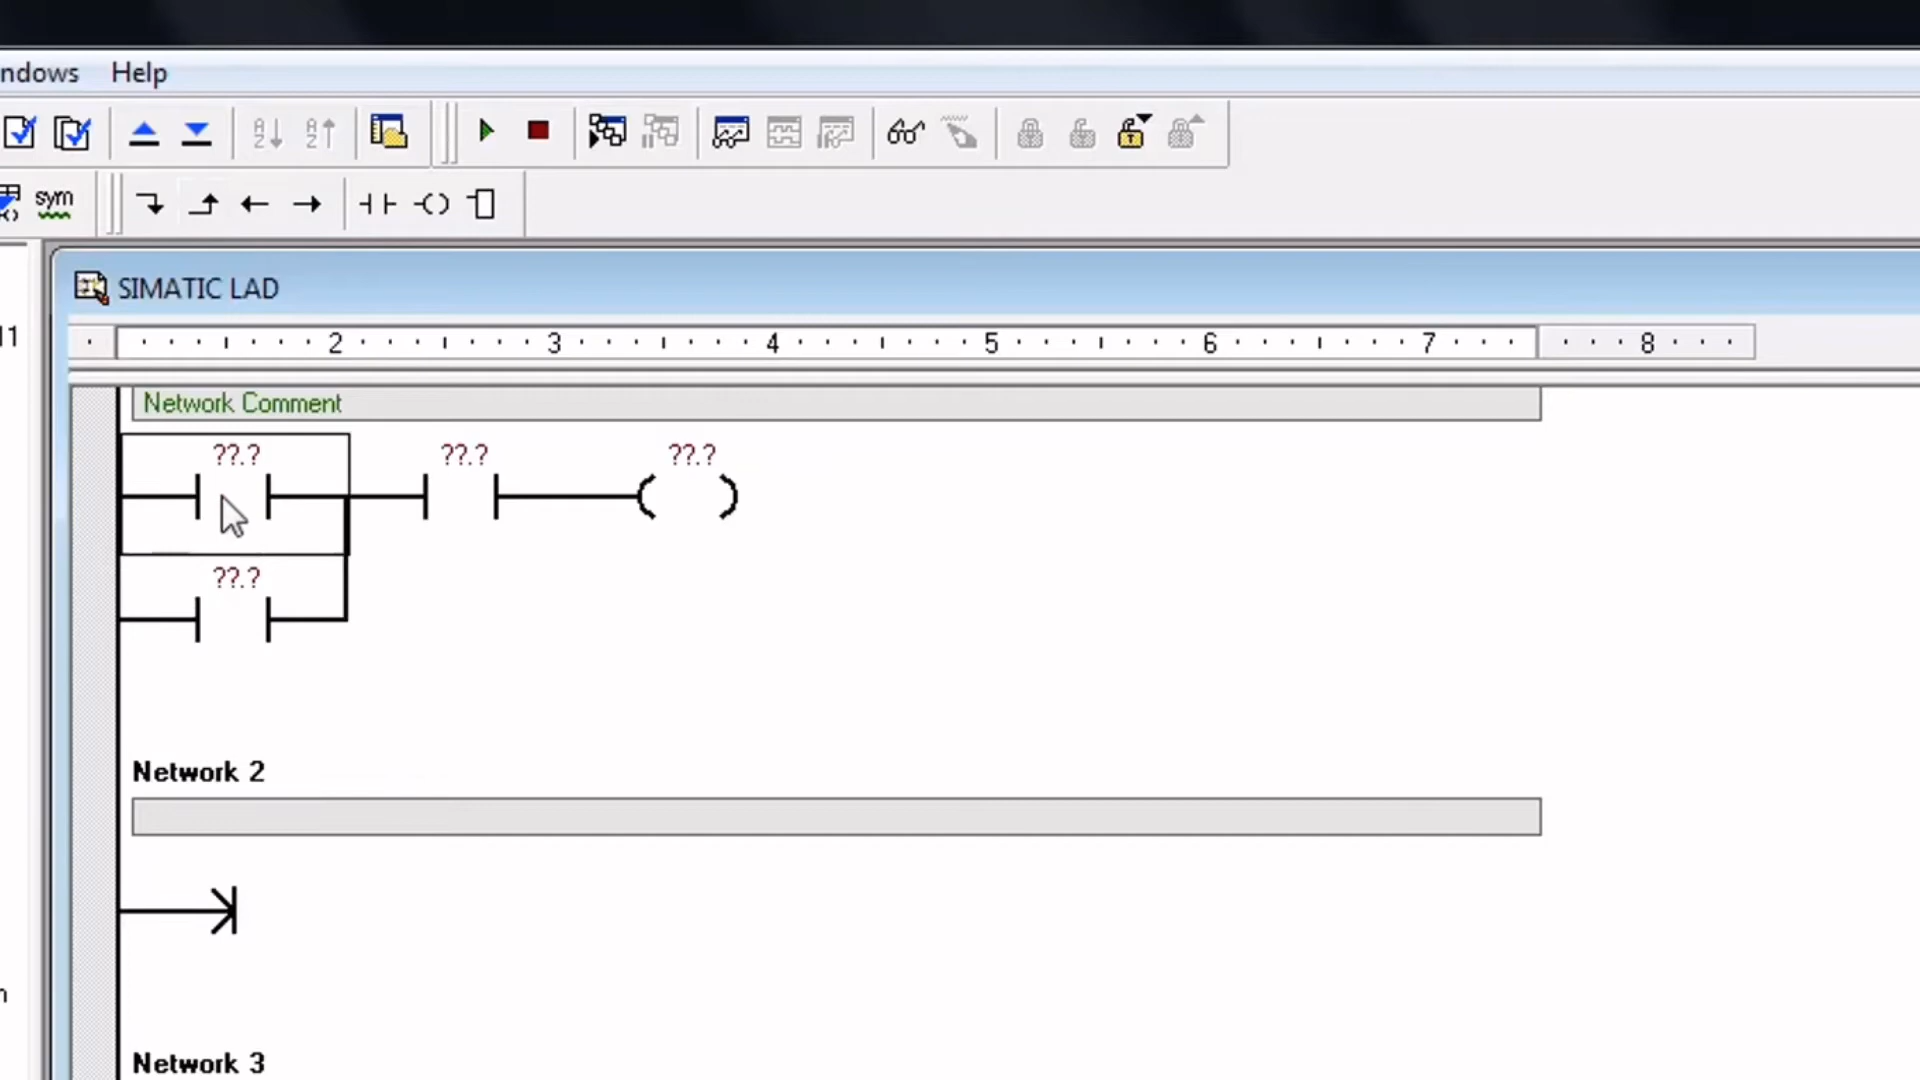 ndows Help
sym
SIMATIC LAD
11
2 3 4 5 6 7 8
Network Comment
??.? ??.? ??.?
??.?
Network 2
n
Network 3